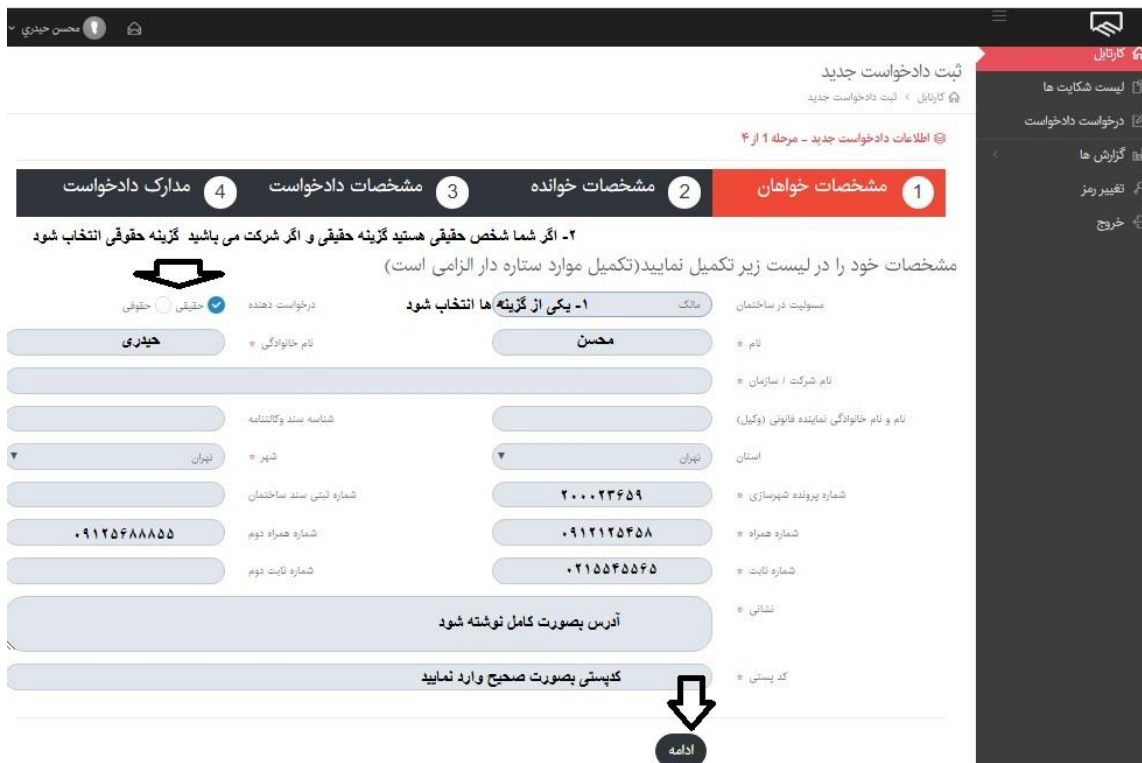 محسن حیدری
کارتابل
لیست شکایت ها
درخواست دادخواست
گزارش ها
تغییر رمز
خروج
ثبت دادخواست جدید
کارتابل > ثبت دادخواست جدید
اطلاعات دادخواست جدید - مرحله 1 از ۴
1 مشخصات خواهان 2 مشخصات خوانده 3 مشخصات دادخواست 4 مدارک دادخواست
۲- اگر شما شخص حقیقی هستید گزینه حقیقی و اگر شرکت می باشید گزینه حقوقی انتخاب شود
مشخصات خود را در لیست زیر تکمیل نمایید(تکمیل موارد ستاره دار الزامی است)
مسولیت در ساختمان مالک ۱- یکی از گزینه ها انتخاب شود درخواست دهنده حقیقی حقوقی
نام * محسن نام خانوادگی * حیدری
نام شرکت / سازمان *
نام و نام خانوادگی نماینده قانونی (وکیل) شناسه سند وکالتنامه
استان تهران شهر * تهران
شماره پرونده شهرسازی * ۲۰۰۰۲۳۶۵۹ شماره ثبتی سند ساختمان
شماره همراه * ۰۹۱۲۱۲۵۴۵۸ شماره همراه دوم ۰۹۱۲۵۶۸۸۸۵۵
شماره ثابت * ۰۲۱۵۵۴۵۵۶۵ شماره ثابت دوم
نشانی * آدرس بصورت کامل نوشته شود
کد پستی * کدپستی بصورت صحیح وارد نمایید
ادامه